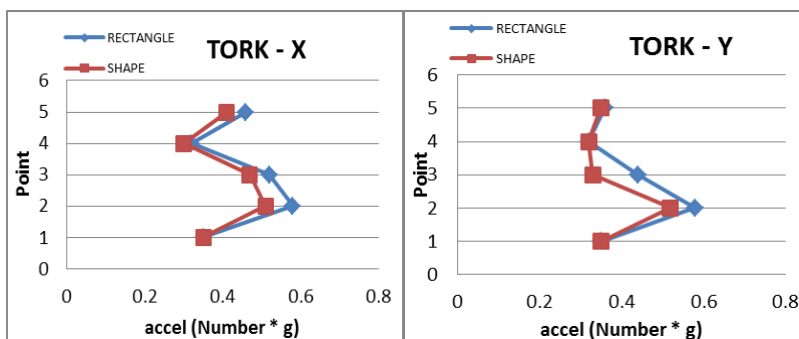 RECTANGLE
TORK - X
SHAPE
6
5
4
3
2
1
0
Point
0 0.2 0.4 0.6 0.8
accel (Number * g)
RECTANGLE
TORK - Y
SHAPE
6
5
4
3
2
1
0
Point
0 0.2 0.4 0.6 0.8
accel (Number * g)